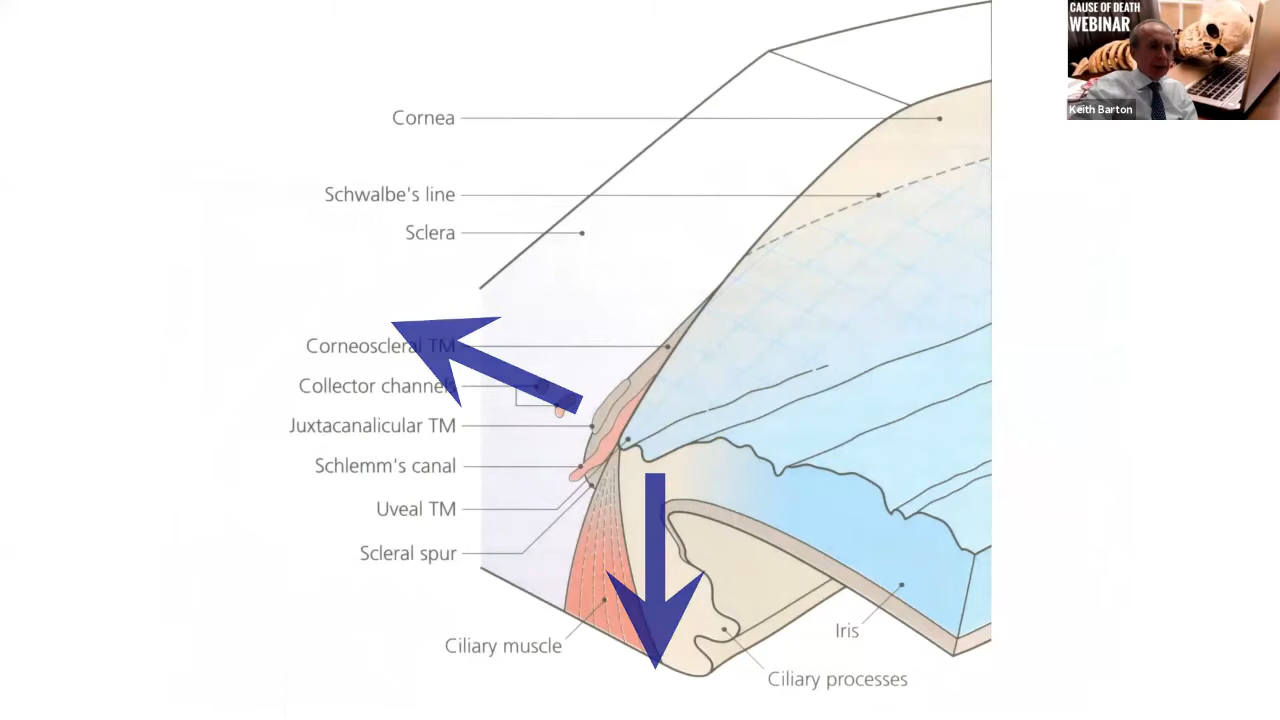 CAUSE OF DEATH
WEBINAR
Keith Barton
Cornea
Schwalbe's line
Sclera
Corneoscleral TM
Collector channels
Juxtacanalicular TM
Schlemm's canal
Uveal TM
Scleral spur
Ciliary muscle
Iris
Ciliary processes